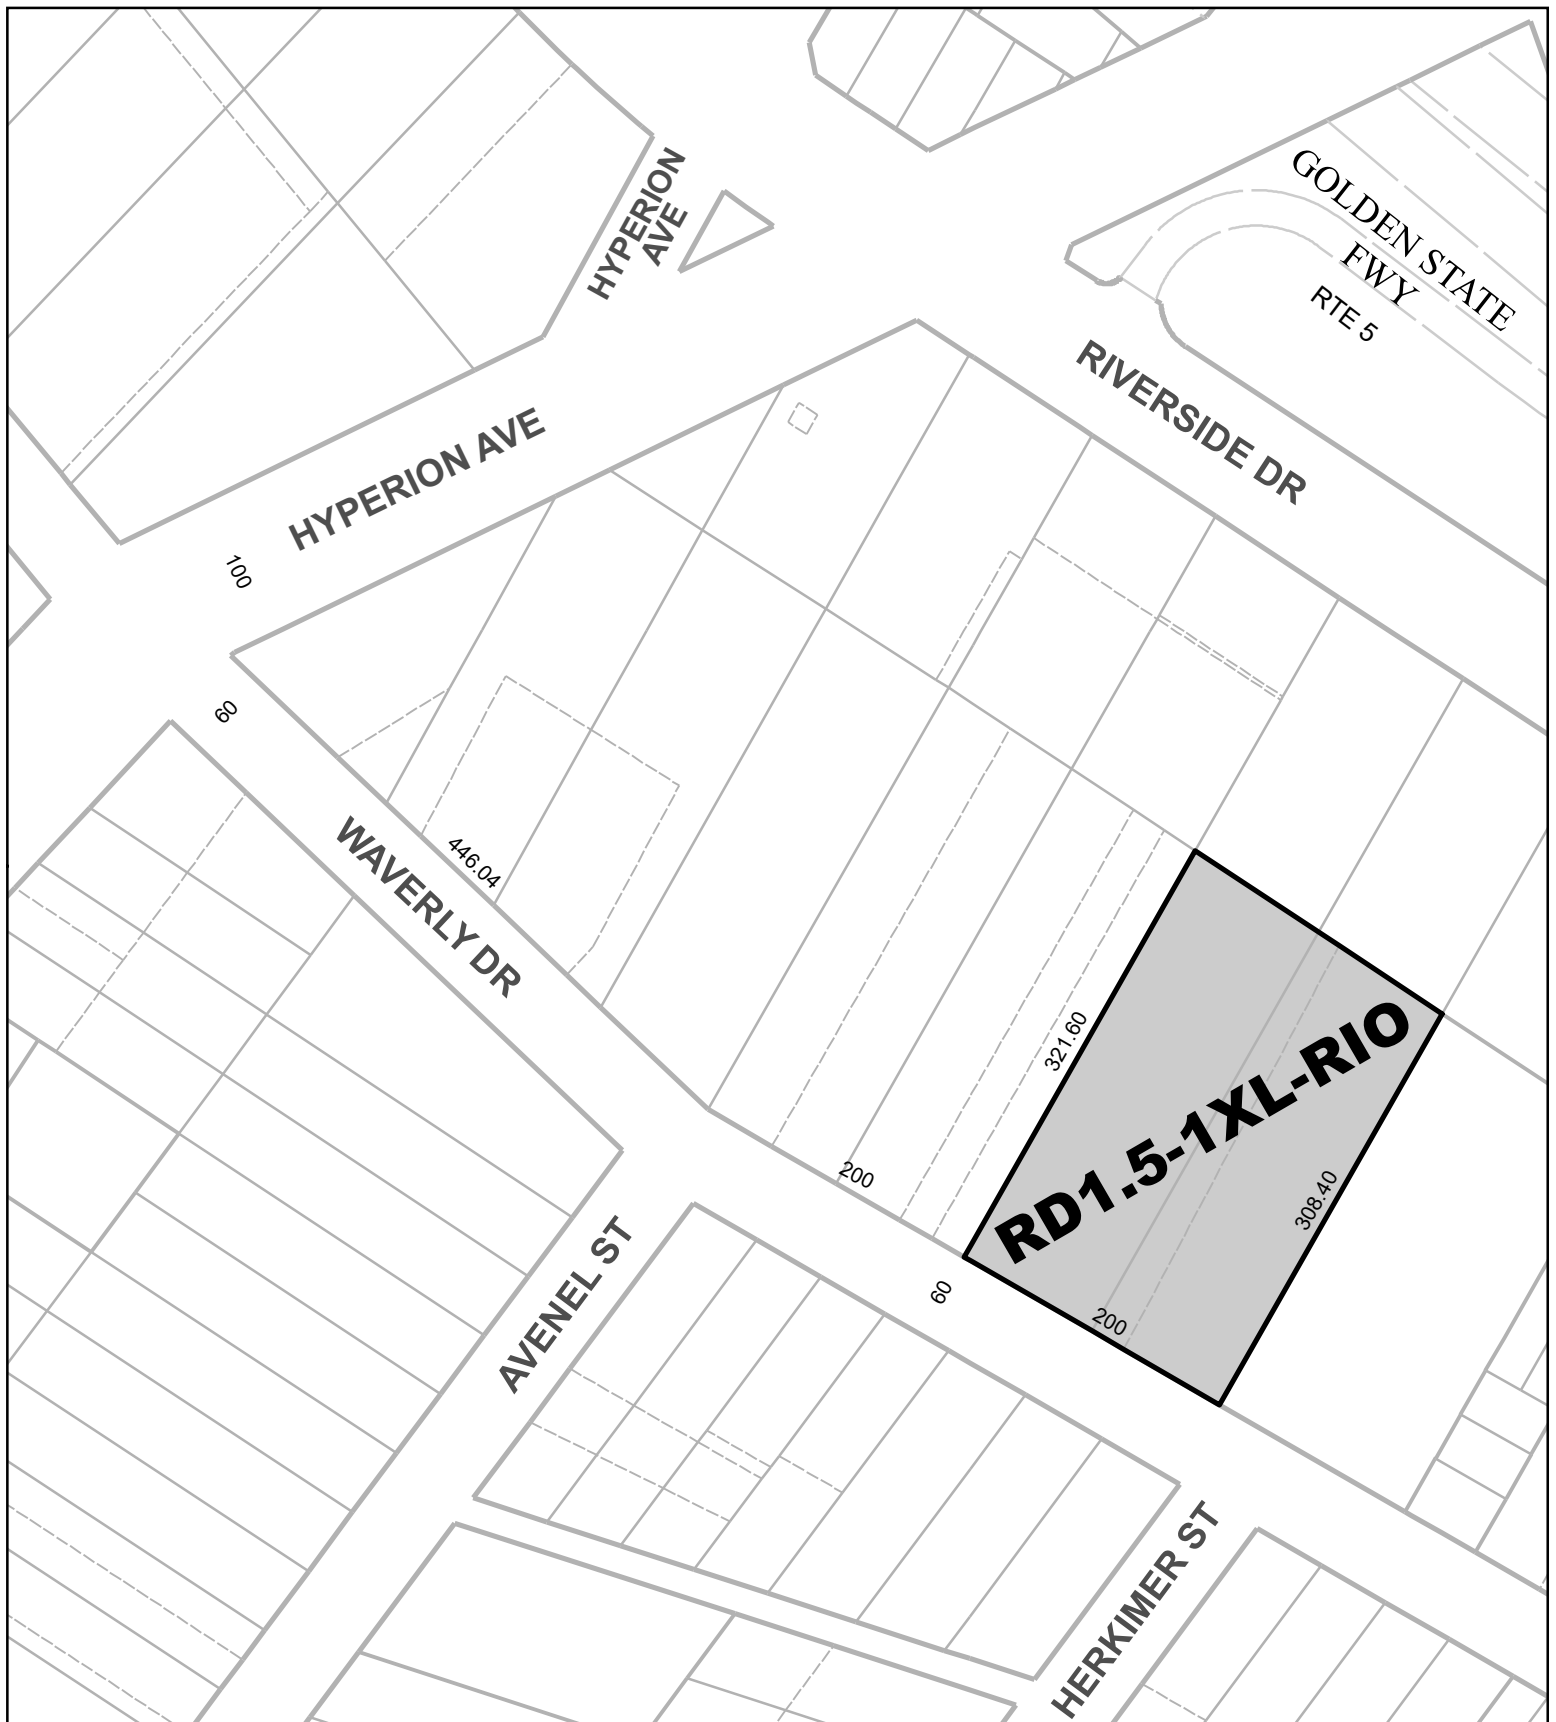 HYPERION
AVE
GOLDEN STATE
FWY
RTE 5
RIVERSIDE DR
HYPERION AVE
100
60
WAVERLY DR
446.04
321.60
RD1.5-1XL-RIO
308.40
200
200
60
AVENEL ST
HERKIMER ST